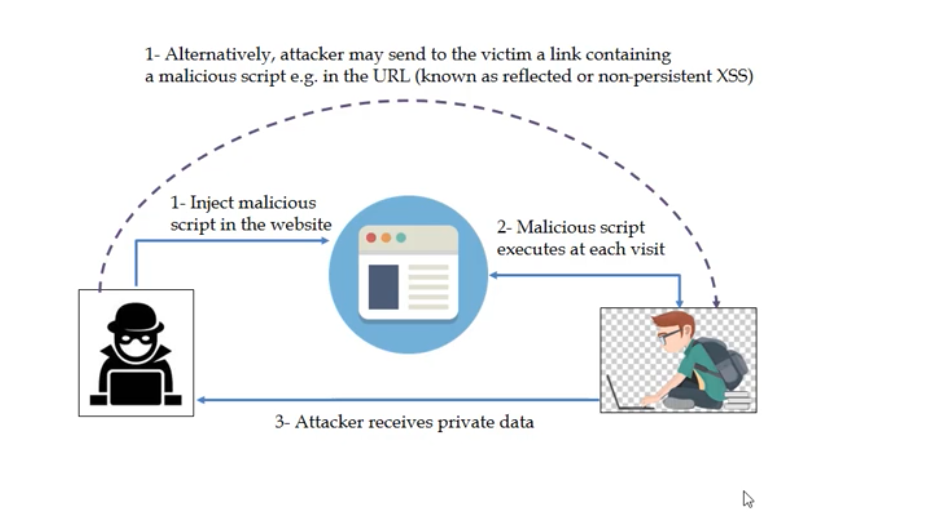 1- Alternatively, attacker may send to the victim a link containing
a malicious script e.g. in the URL (known as reflected or non-persistent XSS)
1- Inject malicious
script in the website
2- Malicious script
executes at each visit
3- Attacker receives private data